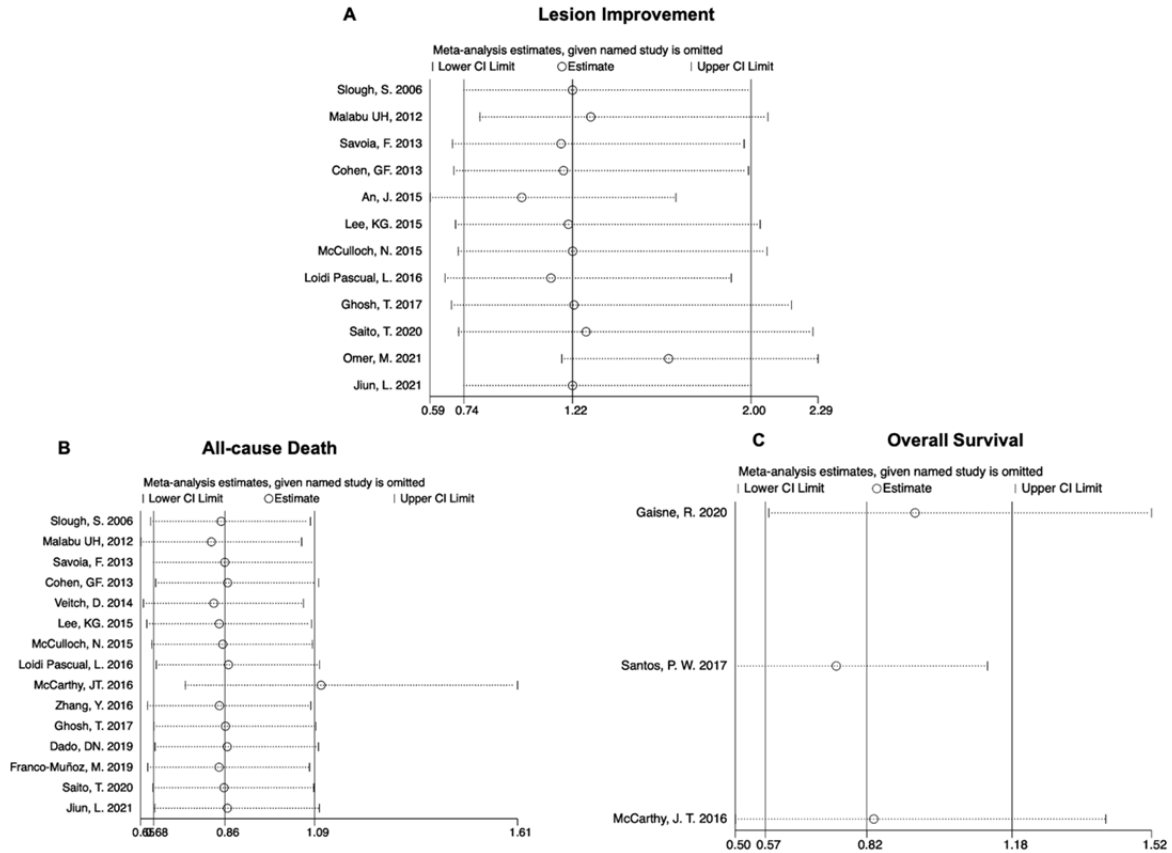 A
Lesion Improvement
Meta-analysis estimates, given named study is omitted
Lower CI Limit Estimate Upper CI Limit
Slough, S. 2006
Malabu UH, 2012
Savoia, F. 2013
Cohen, GF. 2013
An, J. 2015
Lee, KG. 2015
McCulloch, N. 2015
Loidi Pascual, L. 2016
Ghosh, T. 2017
Saito, T. 2020
Omer, M. 2021
Jiun, L. 2021
0.59 0.74 1.22 2.00 2.29
B
All-cause Death
Meta-analysis estimates, given named study is omitted
Lower CI Limit Estimate Upper CI Limit
Slough, S. 2006
Malabu UH, 2012
Savoia, F. 2013
Cohen, GF. 2013
Veitch, D. 2014
Lee, KG. 2015
McCulloch, N. 2015
Loidi Pascual, L. 2016
McCarthy, JT. 2016
Zhang, Y. 2016
Ghosh, T. 2017
Dado, DN. 2019
Franco-Muñoz, M. 2019
Saito, T. 2020
Jiun, L. 2021
0.68 0.86 1.09 1.61
C
Overall Survival
Meta-analysis estimates, given named study is omitted
Lower CI Limit Estimate Upper CI Limit
Gaisne, R. 2020
Santos, P. W. 2017
McCarthy, J. T. 2016
0.50 0.57 0.82 1.18 1.52